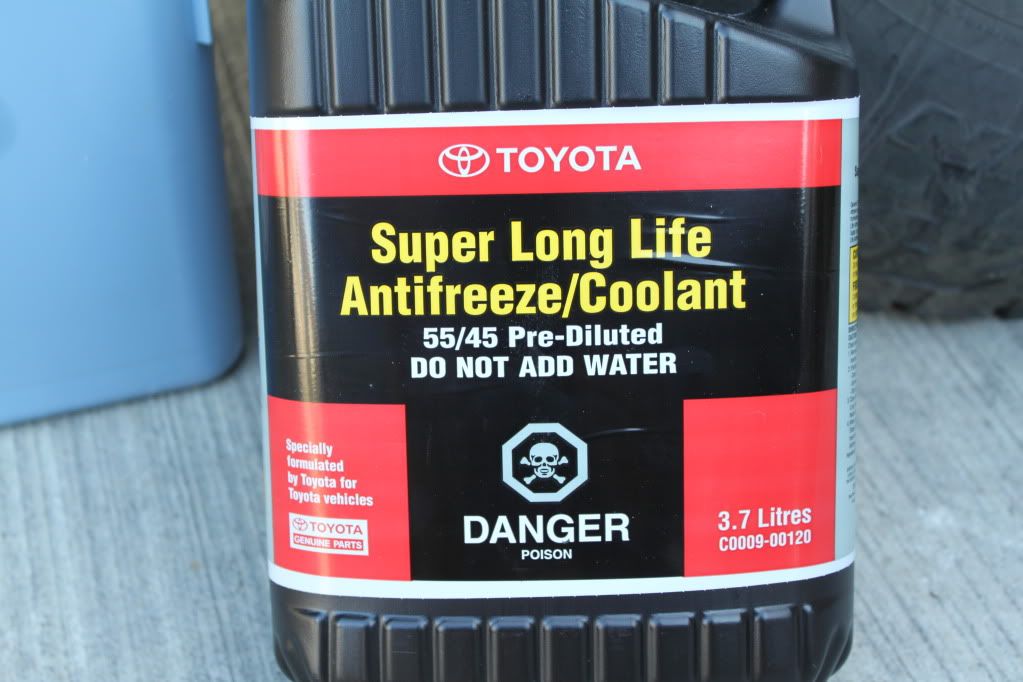 TOYOTA
Super Long Life
Antifreeze/Coolant
55/45 Pre-Diluted
DO NOT ADD WATER
Specially
formulated
by Toyota for
Toyota vehicles
TOYOTA
GENUINE PARTS
DANGER
POISON
3.7 Litres
C0009-00120